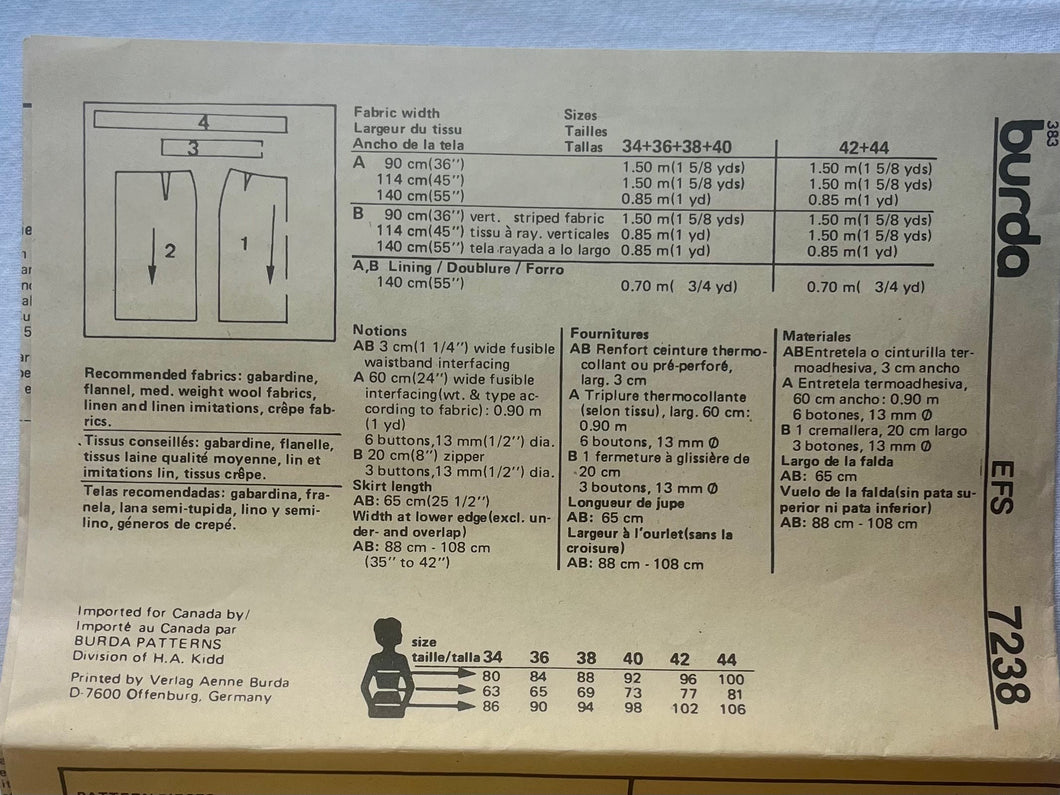 4
3
2
1
Fabric width Sizes
Largeur du tissu Tailles
Ancho de la tela Tallas 34+36+38+40 42+44
A 90 cm(36'') 1.50 m(1 5/8 yds) 1.50 m(1 5/8 yds)
114 cm(45'') 1.50 m(1 5/8 yds) 1.50 m(1 5/8 yds)
140 cm(55'') 0.85 m(1 yd) 0.85 m(1 yd)
B 90 cm(36'') vert. striped fabric 1.50 m(1 5/8 yds) 1.50 m(1 5/8 yds)
114 cm(45'') tissu à ray. verticales 0.85 m(1 yd) 1.50 m(1 5/8 yds)
140 cm(55'') tela rayada a lo largo 0.85 m(1 yd) 0.85 m(1 yd)
A,B Lining / Doublure / Forro
140 cm(55'') 0.70 m( 3/4 yd) 0.70 m( 3/4 yd)
Recommended fabrics: gabardine,
flannel, med. weight wool fabrics,
linen and linen imitations, crêpe fab-
rics.
Tissus conseillés: gabardine, flanelle,
tissus laine qualité moyenne, lin et
imitations lin, tissus crêpe.
Telas recomendadas: gabardina, fra-
nela, lana semi-tupida, lino y semi-
lino, géneros de crepé.
Notions
AB 3 cm(1 1/4'') wide fusible
waistband interfacing
A 60 cm(24'') wide fusible
interfacing(wt. & type ac-
cording to fabric): 0.90 m
(1 yd)
6 buttons,13 mm(1/2'') dia.
B 20 cm(8'') zipper
3 buttons,13 mm(1/2'') dia.
Skirt length
AB: 65 cm(25 1/2'')
Width at lower edge(excl. un-
der- and overlap)
AB: 88 cm - 108 cm
(35'' to 42'')
Fournitures
AB Renfort ceinture thermo-
collant ou pré-perforé,
larg. 3 cm
A Triplure thermocollante
(selon tissu), larg. 60 cm:
0.90 m
6 boutons, 13 mm Ø
B 1 fermeture à glissière de
20 cm
3 boutons, 13 mm Ø
Longueur de jupe
AB: 65 cm
Largeur à l'ourlet(sans la
croisure)
AB: 88 cm - 108 cm
Materiales
ABEntretela o cinturilla ter-
moadhesiva, 3 cm ancho
A Entretela termoadhesiva,
60 cm ancho: 0.90 m
6 botones, 13 mm Ø
B 1 cremallera, 20 cm largo
3 botones, 13 mm Ø
Largo de la falda
AB: 65 cm
Vuelo de la falda(sin pata su-
perior ni pata inferior)
AB: 88 cm - 108 cm
383
burda
EFS 7238
Imported for Canada by/
Importé au Canada par
BURDA PATTERNS
Division of H.A. Kidd
Printed by Verlag Aenne Burda
D-7600 Offenburg, Germany
size
taille/talla 34 36 38 40 42 44
80 84 88 92 96 100
63 65 69 73 77 81
86 90 94 98 102 106